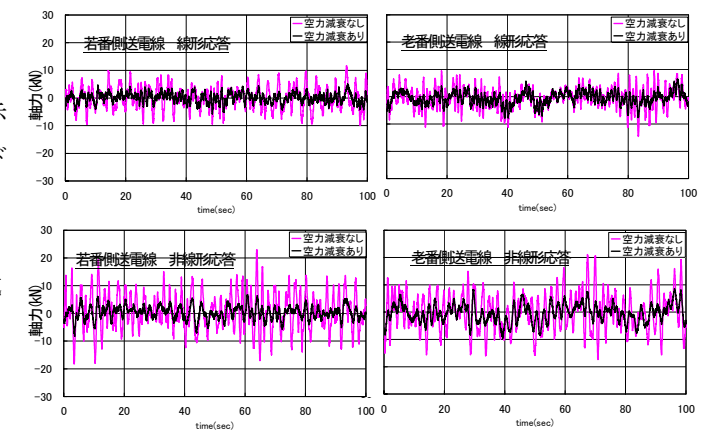 若番側送電線 線形応答
空力減衰なし
空力減衰あり
軸力(kN)
30
20
10
0
-10
-20
-30
0 20 40 60 80 100
time(sec)
老番側送電線 線形応答
空力減衰なし
空力減衰あり
0 20 40 60 80 100
time(sec)
若番側送電線 非線形応答
空力減衰なし
空力減衰あり
軸力(kN)
30
20
10
0
-10
-20
-30
0 20 40 60 80 100
time(sec)
老番側送電線 非線形応答
空力減衰なし
空力減衰あり
0 20 40 60 80 100
time(sec)